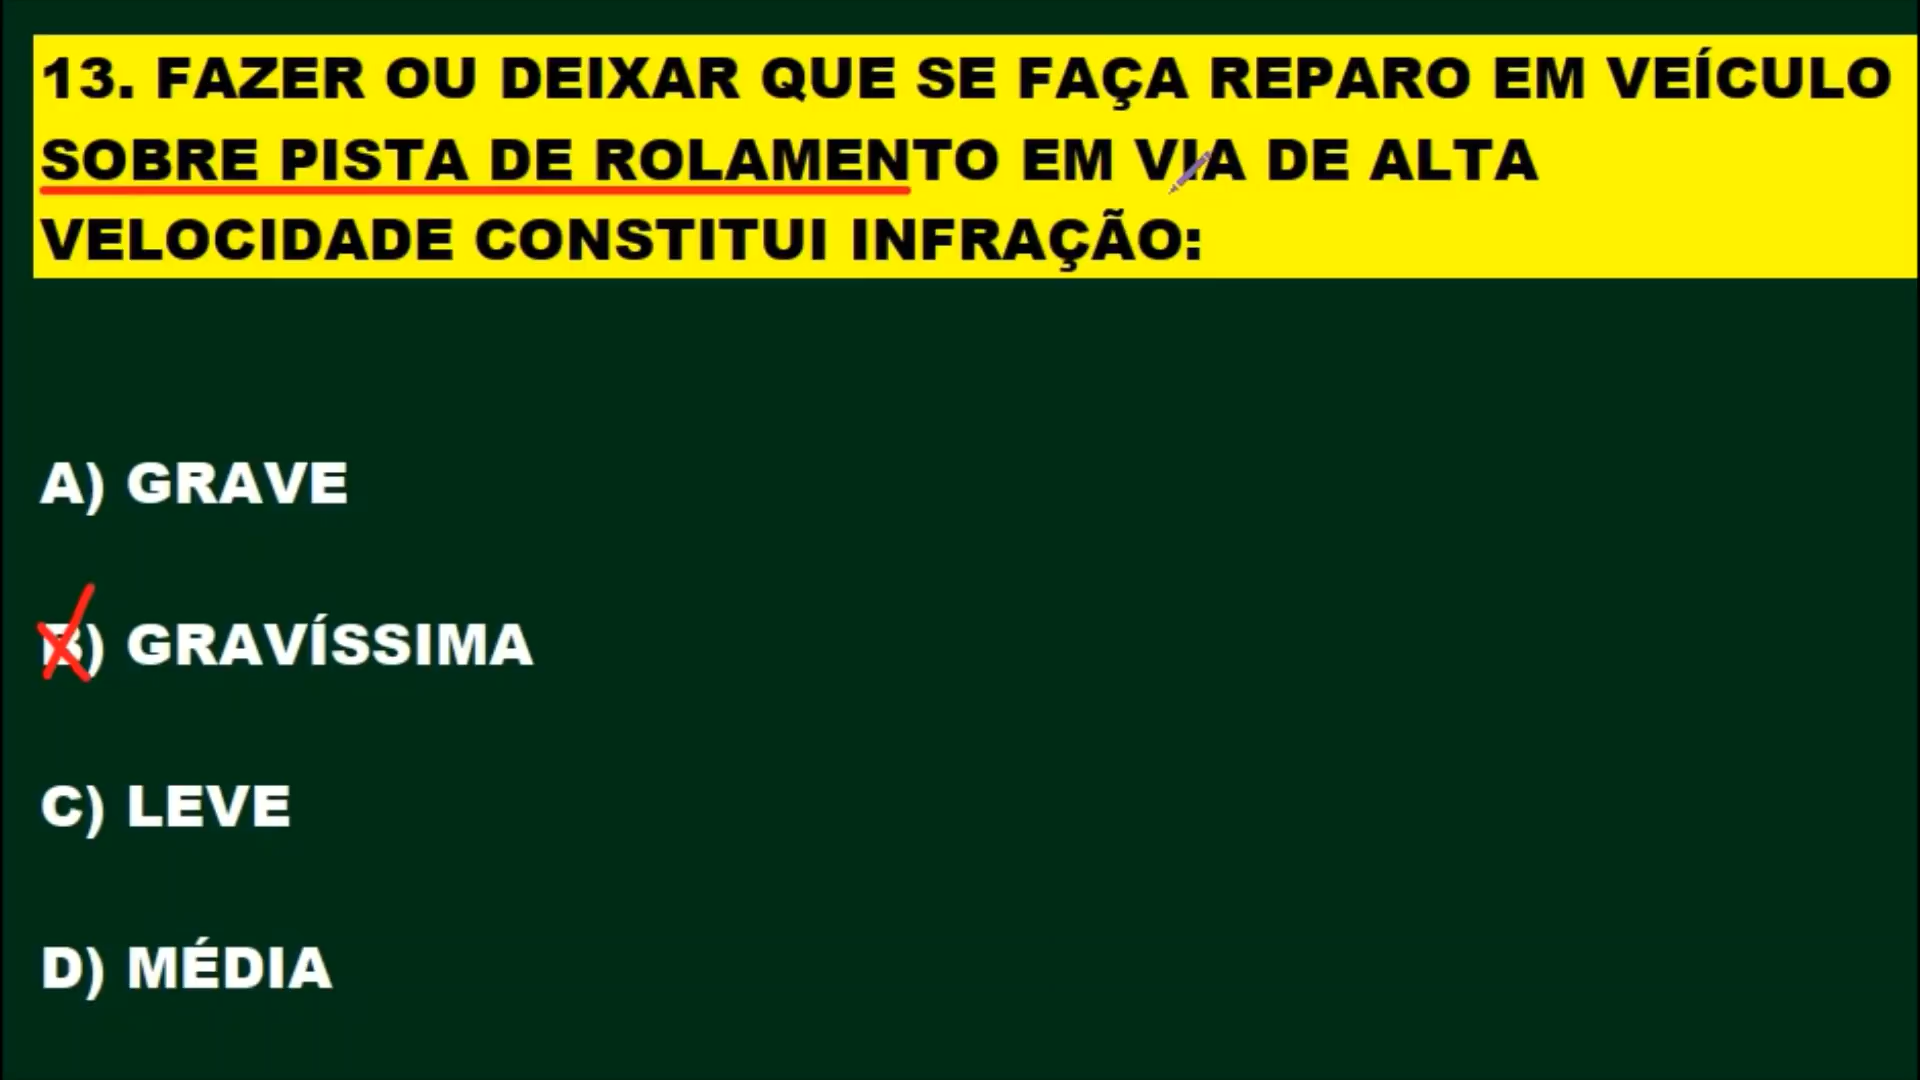 13. FAZER OU DEIXAR QUE SE FAÇA REPARO EM VEÍCULO
SOBRE PISTA DE ROLAMENTO EM VIA DE ALTA
VELOCIDADE CONSTITUI INFRAÇÃO:
A) GRAVE
B) GRAVÍSSIMA
C) LEVE
D) MÉDIA